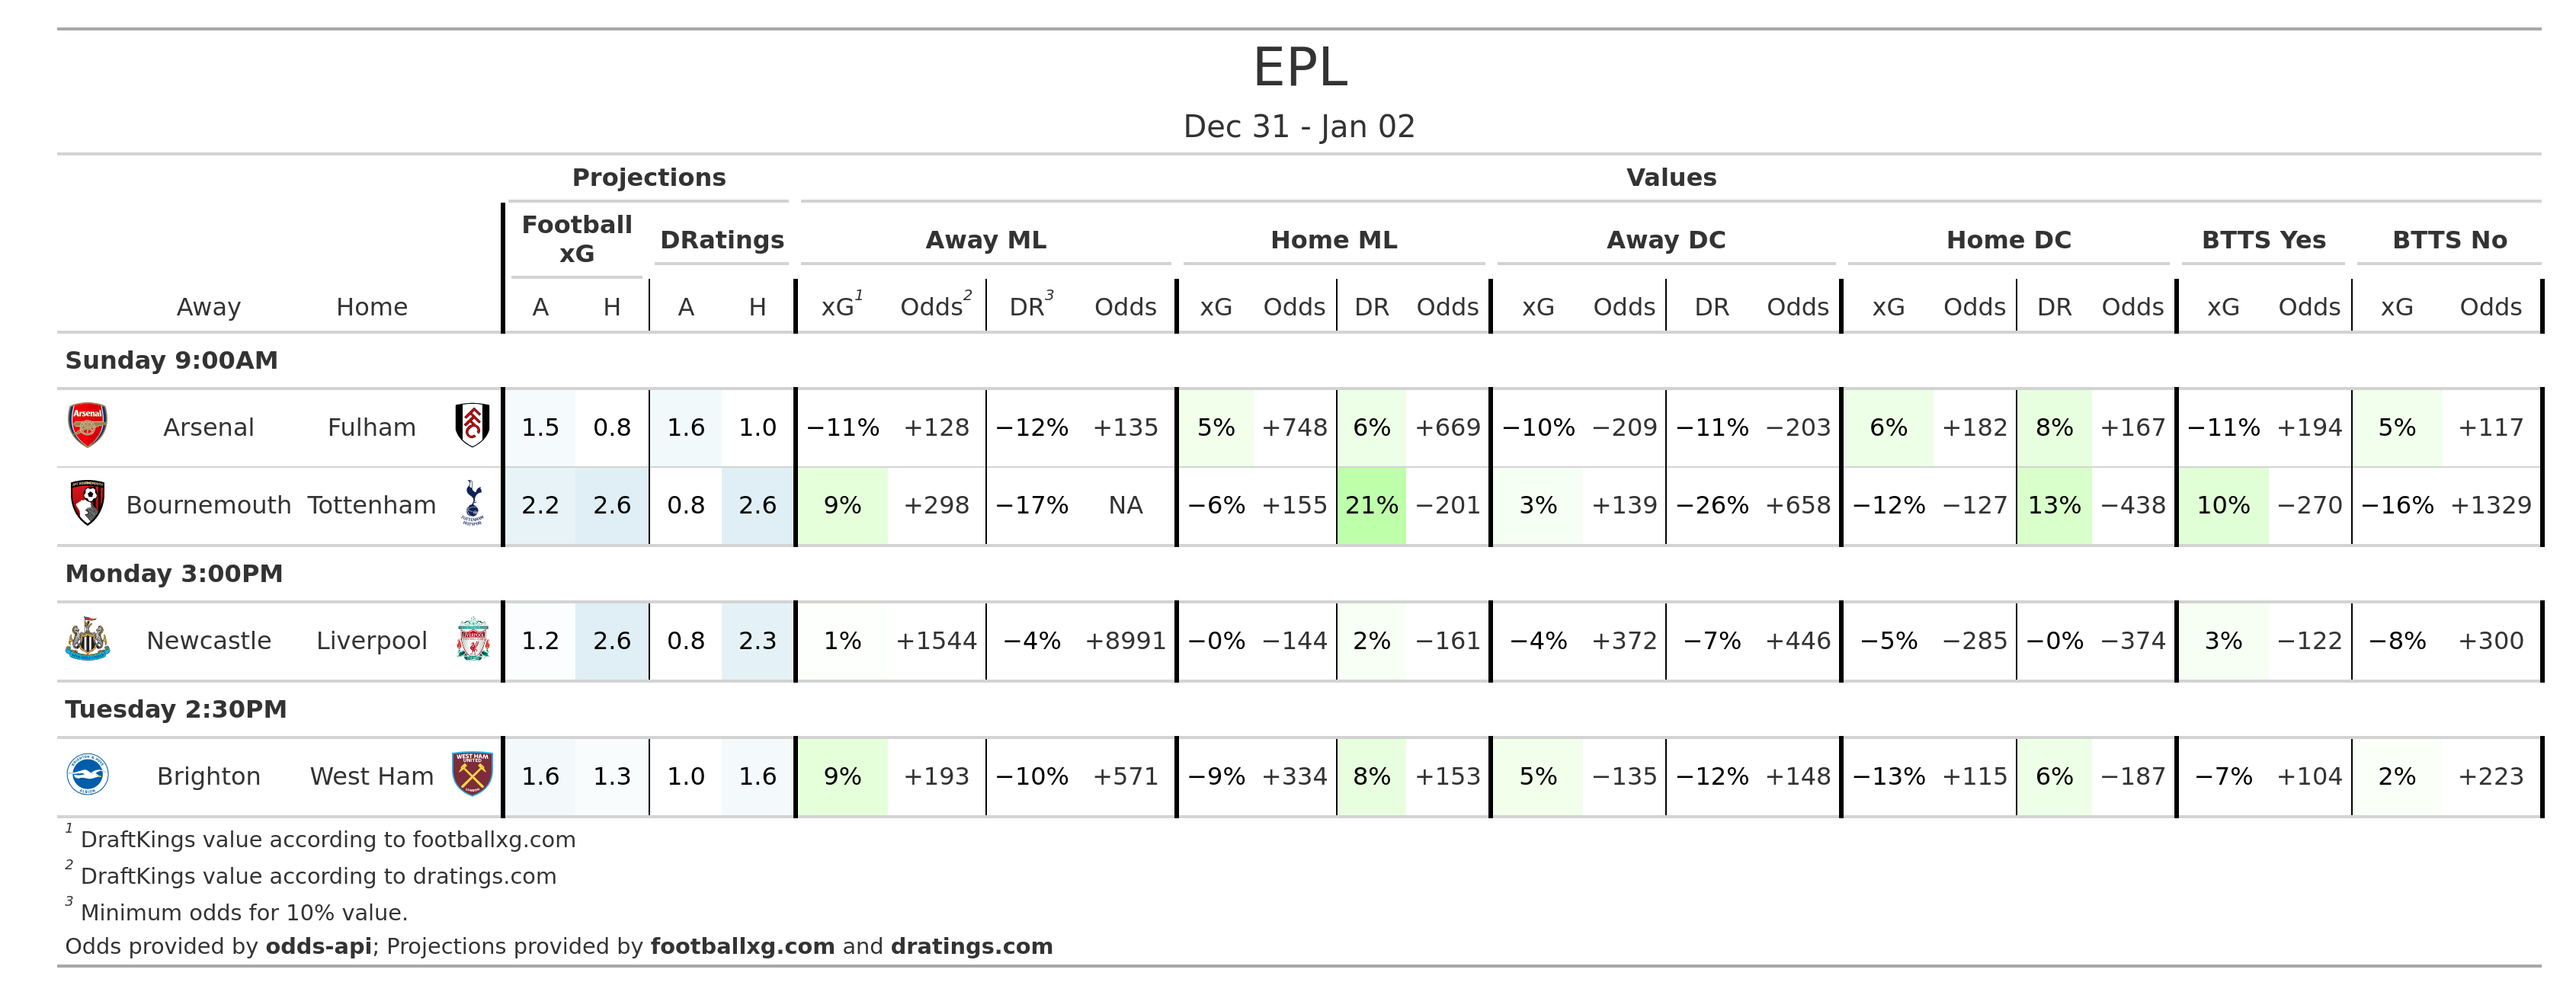 EPL
Dec 31 - Jan 02
Projections Values
Football xG DRatings Away ML Home ML Away DC Home DC BTTS Yes BTTS No
Away Home A H A H xG1 Odds2 DR3 Odds xG Odds DR Odds xG Odds DR Odds xG Odds DR Odds xG Odds xG Odds
Sunday 9:00AM
Arsenal Arsenal Fulham 1.5 0.8 1.6 1.0 −11% +128 −12% +135 5% +748 6% +669 −10% −209 −11% −203 6% +182 8% +167 −11% +194 5% +117
Bournemouth Tottenham 2.2 2.6 0.8 2.6 9% +298 −17% NA −6% +155 21% −201 3% +139 −26% +658 −12% −127 13% −438 10% −270 −16% +1329
Monday 3:00PM
Newcastle Liverpool 1.2 2.6 0.8 2.3 1% +1544 −4% +8991 −0% −144 2% −161 −4% +372 −7% +446 −5% −285 −0% −374 3% −122 −8% +300
Tuesday 2:30PM
Brighton West Ham WEST HAM UNITED 1.6 1.3 1.0 1.6 9% +193 −10% +571 −9% +334 8% +153 5% −135 −12% +148 −13% +115 6% −187 −7% +104 2% +223
1 DraftKings value according to footballxg.com
2 DraftKings value according to dratings.com
3 Minimum odds for 10% value.
Odds provided by odds-api; Projections provided by footballxg.com and dratings.com